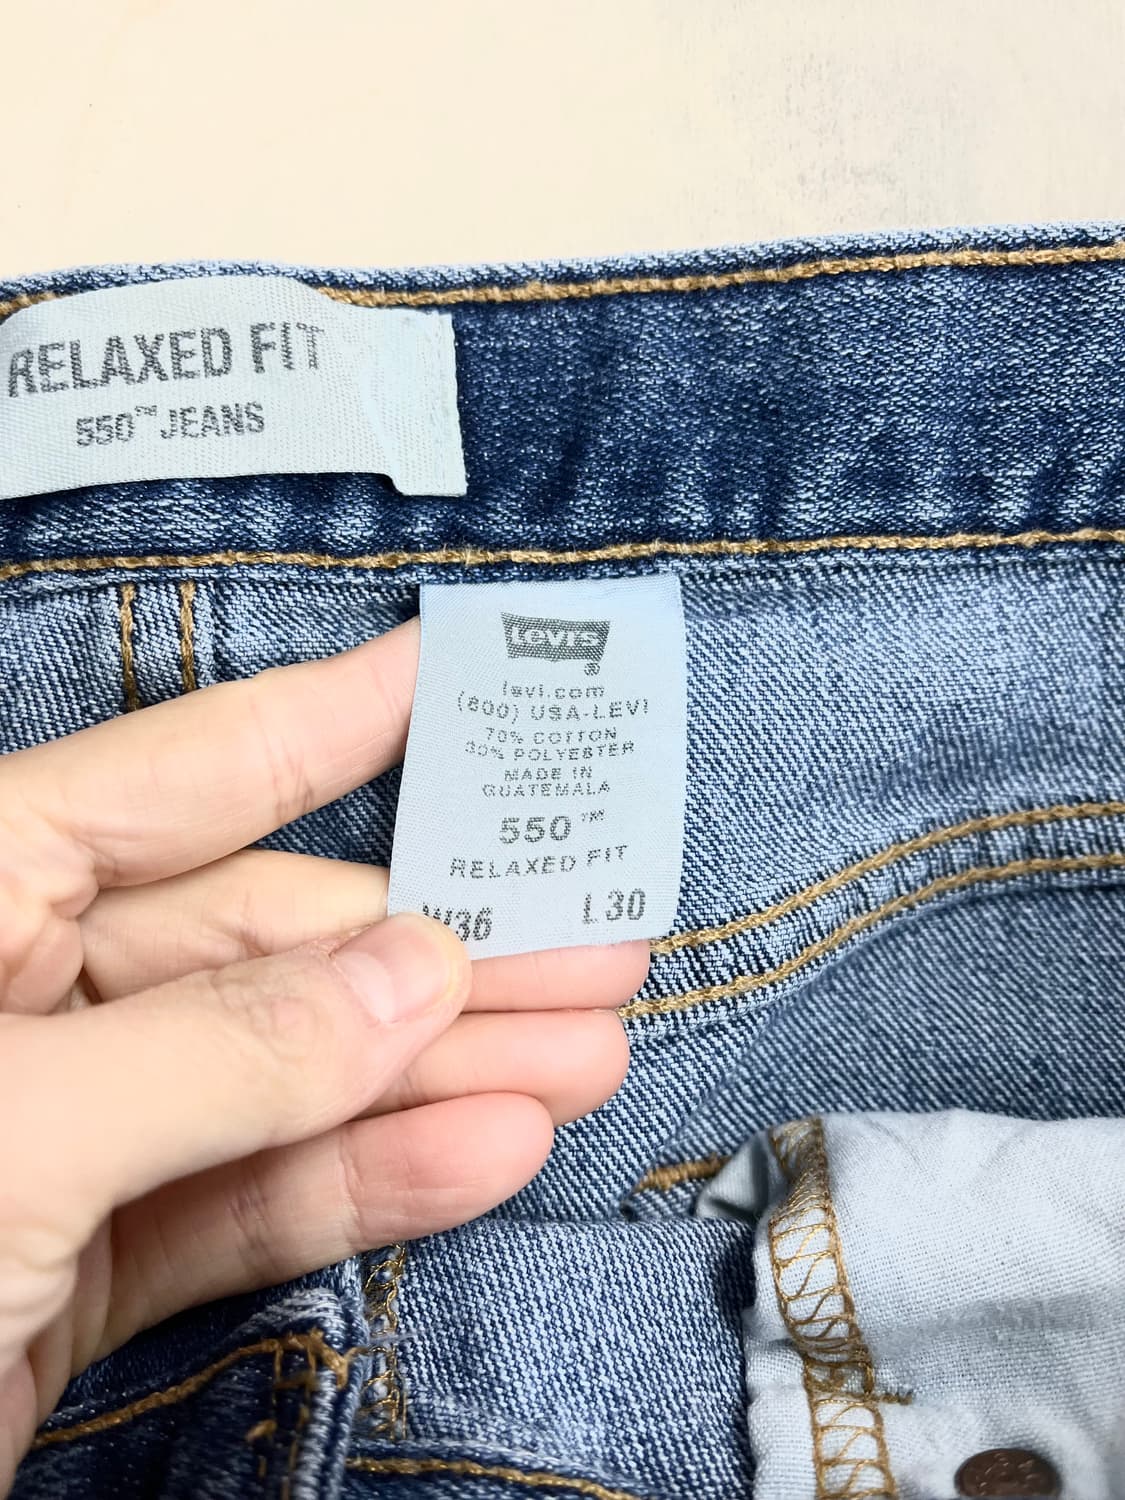 RELAXED FIT
550™ JEANS
Levi's
®
levi.com
(800) USA-LEVI
70% COTTON
30% POLYESTER
MADE IN
GUATEMALA
550™
RELAXED FIT
W36 L30